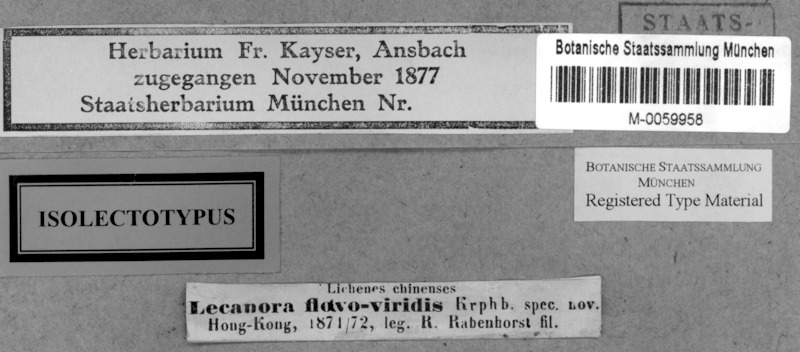 STAATS-
Herbarium Fr. Kayser, Ansbach
zugegangen November 1877
Staatsherbarium München Nr.
Botanische Staatssammlung München
M-0059958
ISOLECTOTYPUS
BOTANISCHE STAATSSAMMLUNG
MÜNCHEN
Registered Type Material
Lichenes chinenses
Lecanora flavo-viridis Krphb. spec. nov.
Hong-Kong, 1871/72, leg. R. Rabenhorst fil.